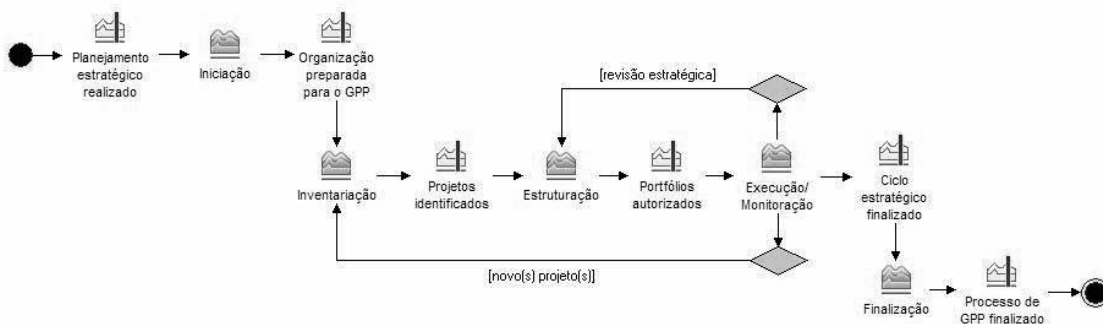 Planejamento
estratégico
realizado
Iniciação
Organização
preparada
para o GPP
[revisão estratégica]
Inventariação
Projetos
identificados
Estruturação
Portfólios
autorizados
Execução/
Monitoração
Ciclo
estratégico
finalizado
[novo(s) projeto(s)]
Finalização
Processo de
GPP finalizado